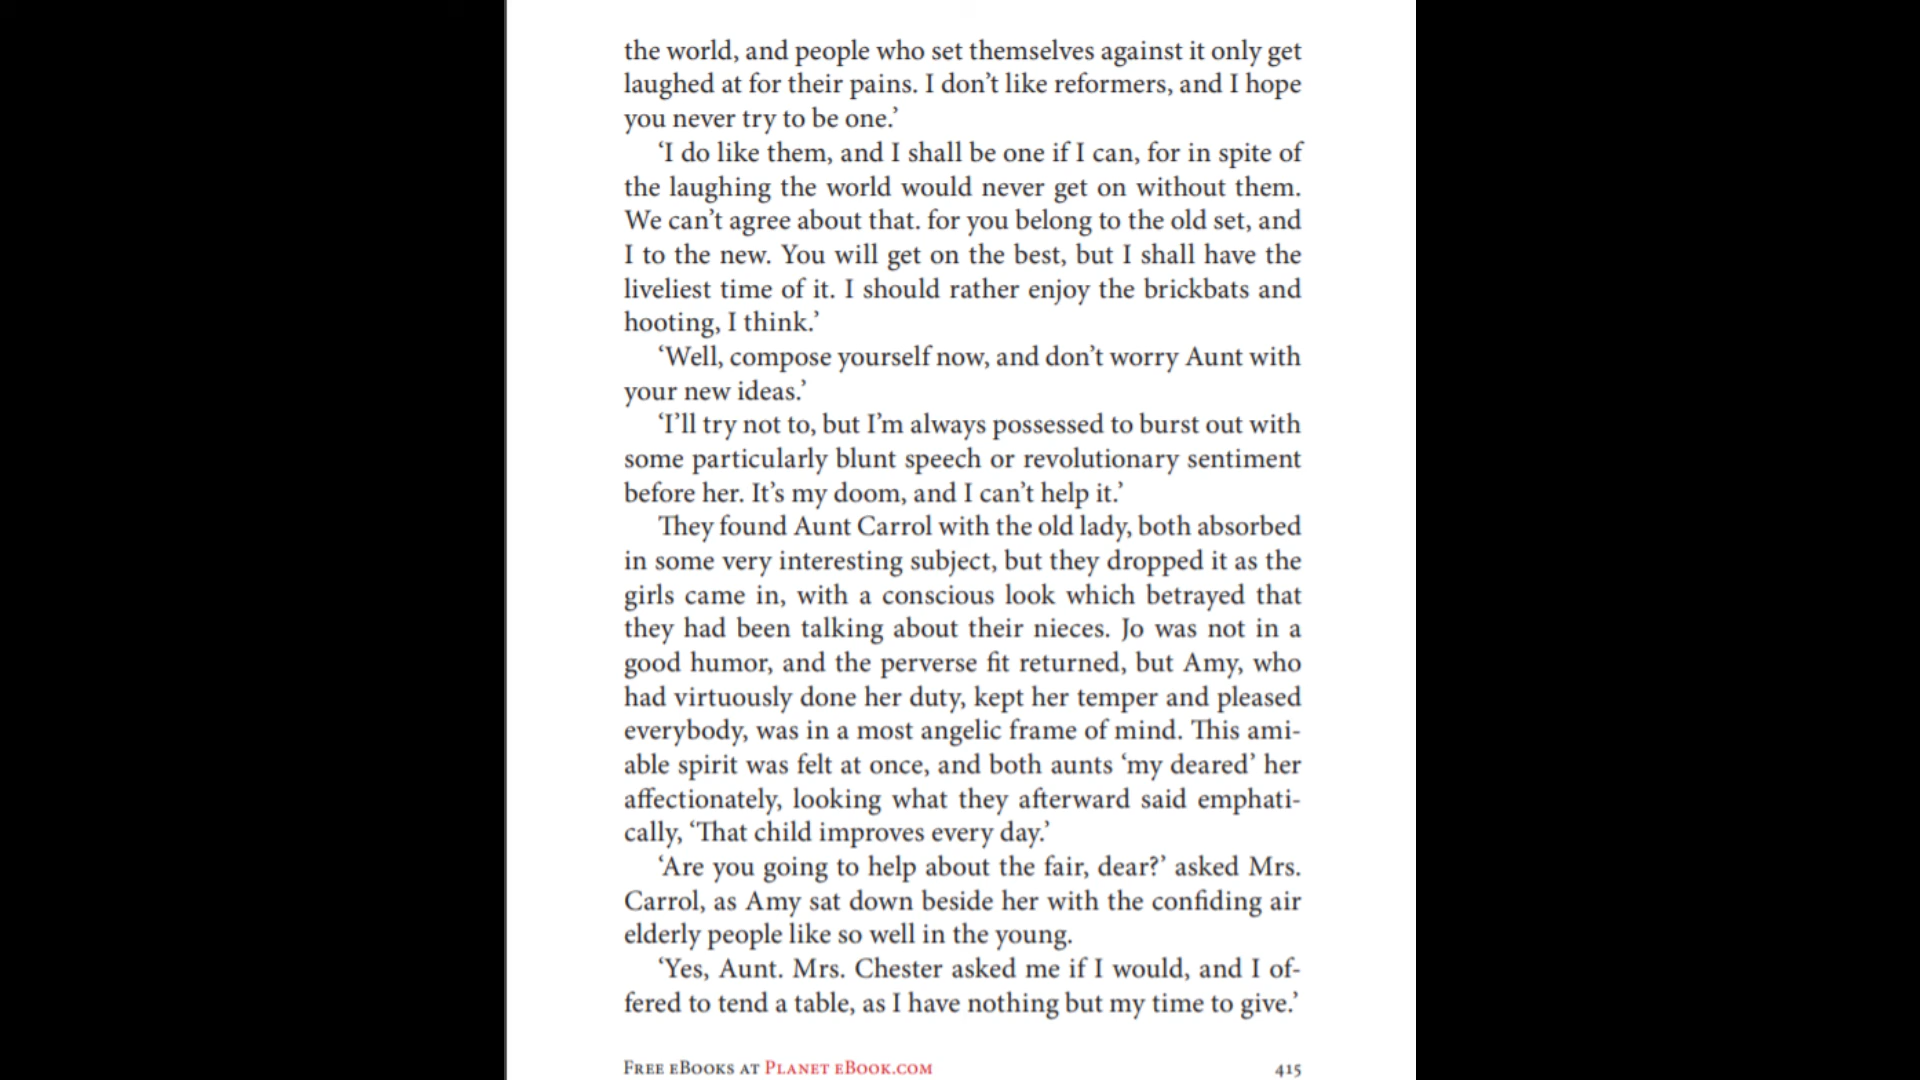 the world, and people who set themselves against it only get
laughed at for their pains. I don’t like reformers, and I hope
you never try to be one.’
‘I do like them, and I shall be one if I can, for in spite of
the laughing the world would never get on without them.
We can’t agree about that. for you belong to the old set, and
I to the new. You will get on the best, but I shall have the
liveliest time of it. I should rather enjoy the brickbats and
hooting, I think.’
‘Well, compose yourself now, and don’t worry Aunt with
your new ideas.’
‘I’ll try not to, but I’m always possessed to burst out with
some particularly blunt speech or revolutionary sentiment
before her. It’s my doom, and I can’t help it.’
They found Aunt Carrol with the old lady, both absorbed
in some very interesting subject, but they dropped it as the
girls came in, with a conscious look which betrayed that
they had been talking about their nieces. Jo was not in a
good humor, and the perverse fit returned, but Amy, who
had virtuously done her duty, kept her temper and pleased
everybody, was in a most angelic frame of mind. This ami-
able spirit was felt at once, and both aunts ‘my deared’ her
affectionately, looking what they afterward said emphati-
cally, ‘That child improves every day.’
‘Are you going to help about the fair, dear?’ asked Mrs.
Carrol, as Amy sat down beside her with the confiding air
elderly people like so well in the young.
‘Yes, Aunt. Mrs. Chester asked me if I would, and I of-
fered to tend a table, as I have nothing but my time to give.’
Free eBooks at Planet eBook.com 415